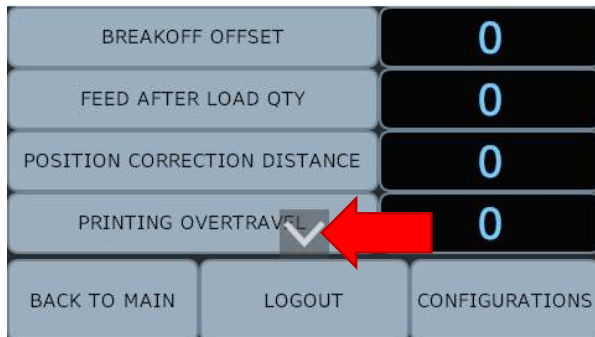 BREAKOFF OFFSET 0
FEED AFTER LOAD QTY 0
POSITION CORRECTION DISTANCE 0
PRINTING OVERTRAVEL 0
BACK TO MAIN LOGOUT CONFIGURATIONS